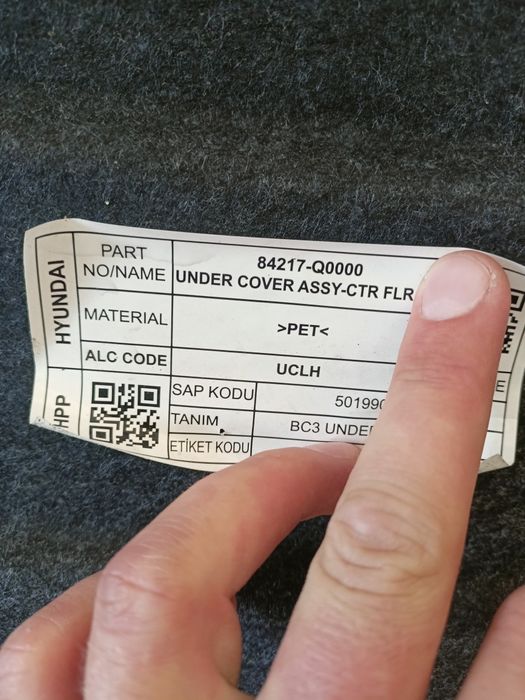 HYUNDAI
PART NO/NAME
84217-Q0000
UNDER COVER ASSY-CTR FLR
MATERIAL
>PET<
ALC CODE
UCLH
HPP
SAP KODU
50199
TANIM
BC3 UNDE
ETİKET KODU
E